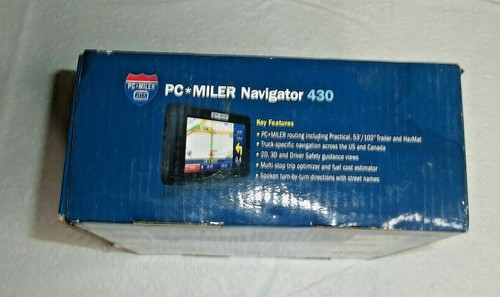 PC★MILER
PC★MILER Navigator 430
Key Features
• PC★MILER routing including Practical, 53'/102" Trailer and HazMat
• Truck-specific navigation across the US and Canada
• 2D, 3D and Driver Safety guidance views
• Multi-stop trip optimizer and fuel cost estimator
• Spoken turn-by-turn directions with street names